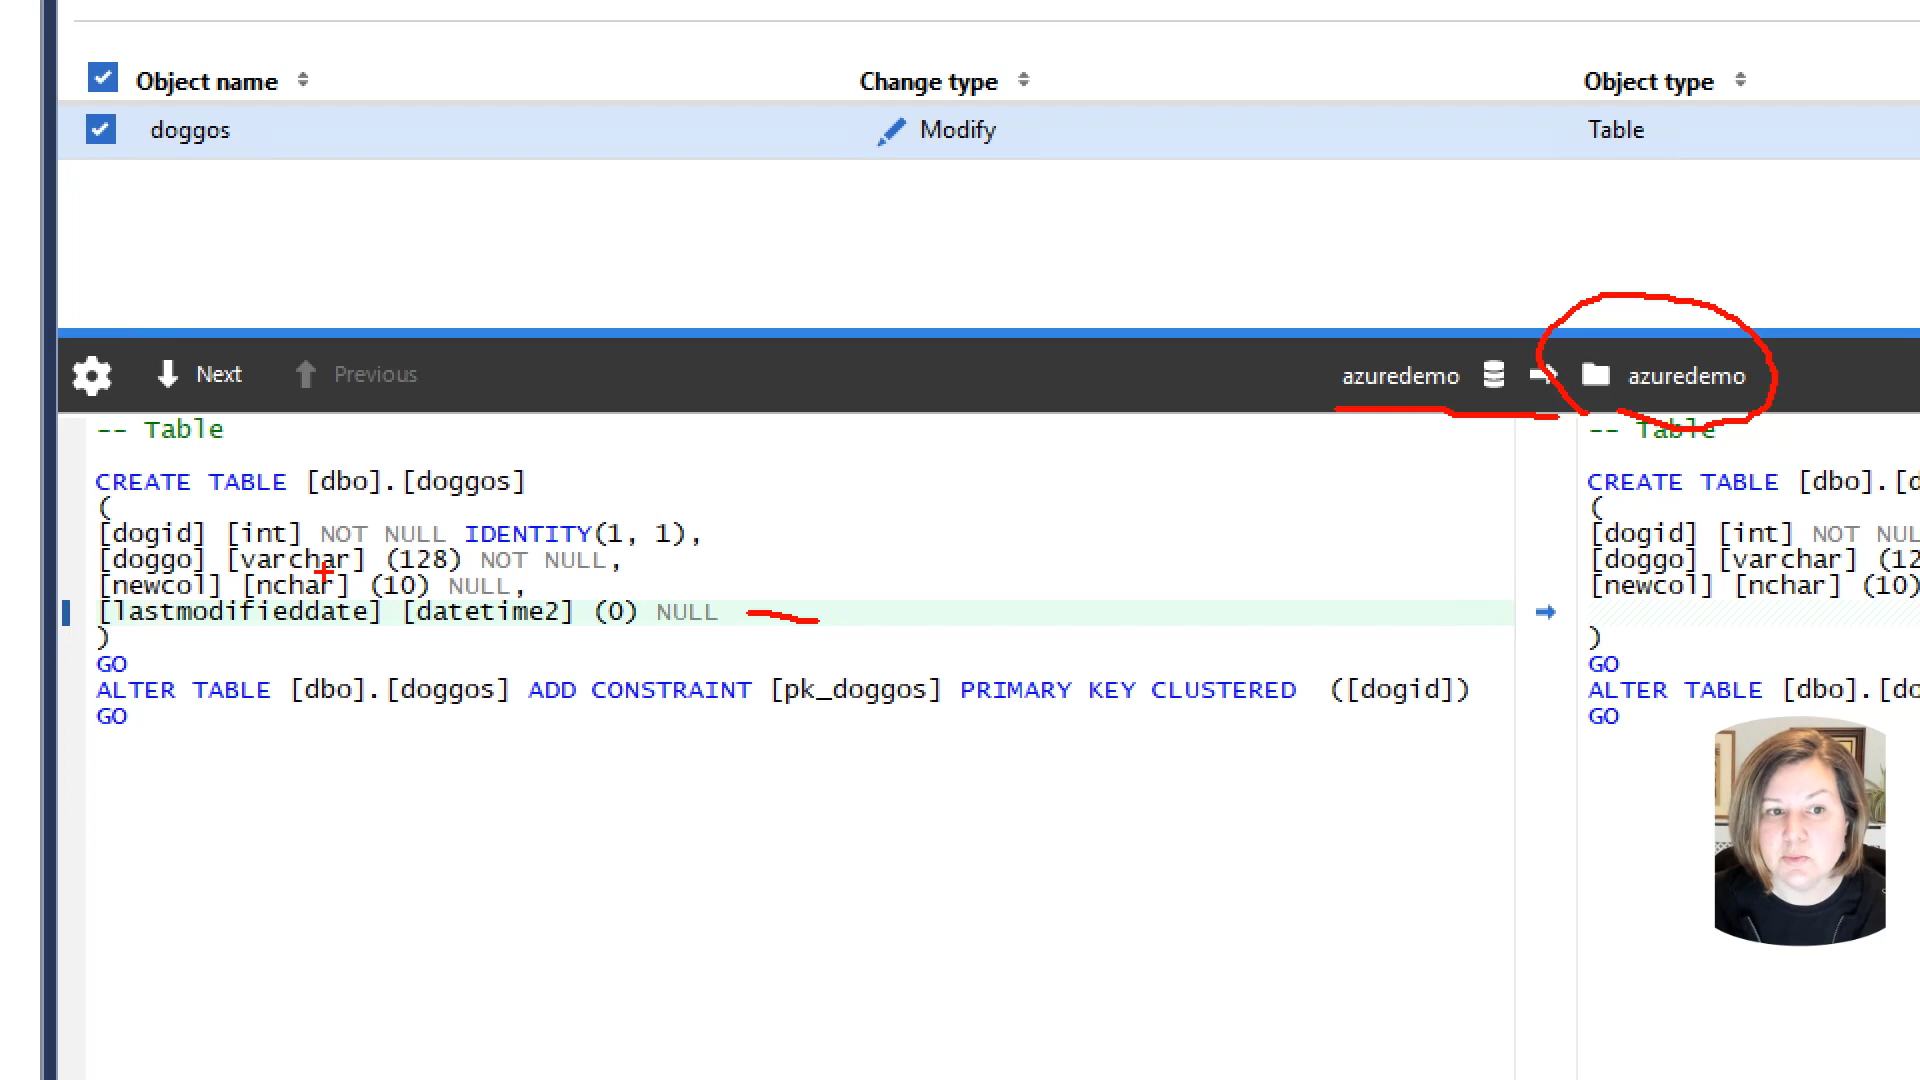 Object name Change type Object type
doggos Modify Table
Next Previous azuredemo azuredemo
-- Table -- Table
CREATE TABLE [dbo].[doggos] CREATE TABLE [dbo].[d
( (
[dogid] [int] NOT NULL IDENTITY(1, 1), [dogid] [int] NOT NUL
[doggo] [varchar] (128) NOT NULL, [doggo] [varchar] (12
[newcol] [nchar] (10) NULL, [newcol] [nchar] (10)
[lastmodifieddate] [datetime2] (0) NULL
) )
GO GO
ALTER TABLE [dbo].[doggos] ADD CONSTRAINT [pk_doggos] PRIMARY KEY CLUSTERED ([dogid]) ALTER TABLE [dbo].[do
GO GO